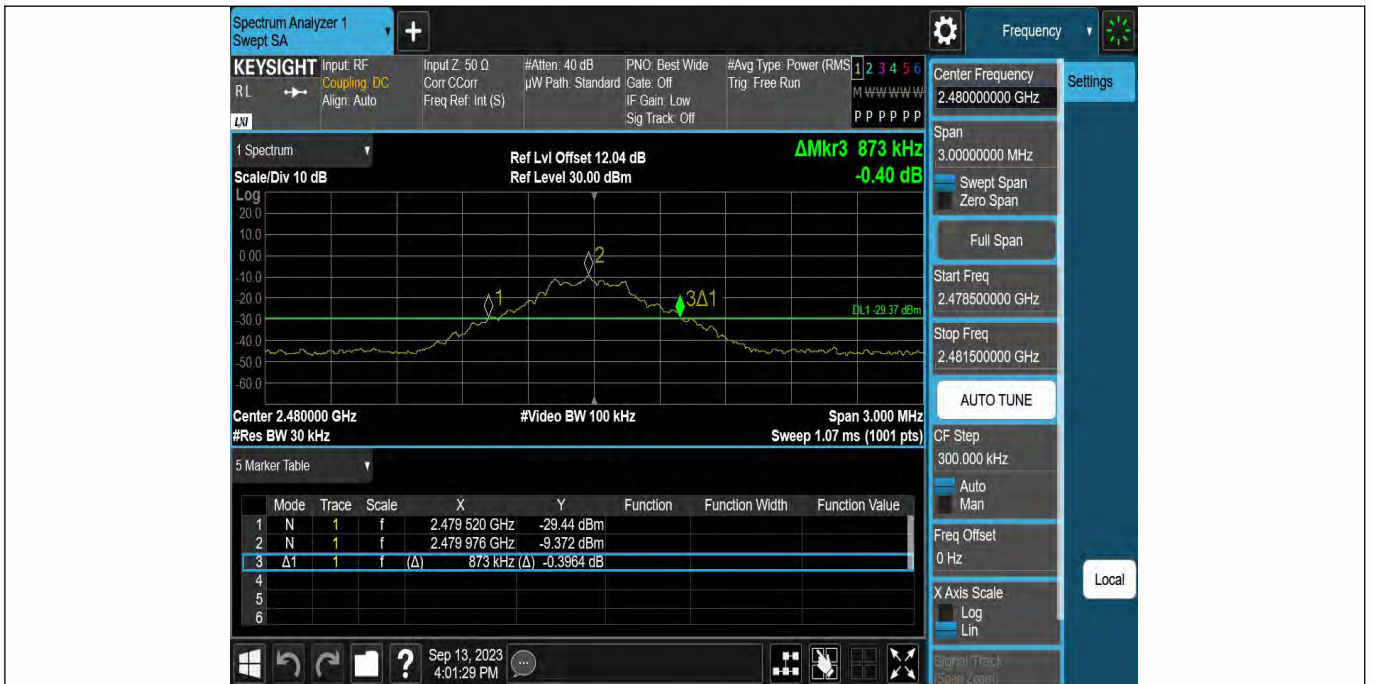 Spectrum Analyzer 1
Swept SA
Frequency
KEYSIGHT
RL
LXI
Input: RF
Coupling: DC
Align: Auto
Input Z: 50 Ω
Corr CCorr
Freq Ref: Int (S)
#Atten: 40 dB
µW Path: Standard
PNO: Best Wide
Gate: Off
IF Gain: Low
Sig Track: Off
#Avg Type: Power (RMS
Trig: Free Run
1 2 3 4 5 6
M W W W W W
P P P P P P
1 Spectrum
Scale/Div 10 dB
Ref Lvl Offset 12.04 dB
Ref Level 30.00 dBm
ΔMkr3 873 kHz
-0.40 dB
Log
20.0
10.0
0.00
-10.0
-20.0
-30.0
-40.0
-50.0
-60.0
1
2
3Δ1
DL1 -29.37 dBm
Center 2.480000 GHz
#Video BW 100 kHz
Span 3.000 MHz
#Res BW 30 kHz
Sweep 1.07 ms (1001 pts)
5 Marker Table
Mode Trace Scale X Y Function Function Width Function Value
1 N 1 f 2.479 520 GHz -29.44 dBm
2 N 1 f 2.479 976 GHz -9.372 dBm
3 Δ1 1 f (Δ) 873 kHz (Δ) -0.3964 dB
4
5
6
Center Frequency
2.480000000 GHz
Settings
Span
3.00000000 MHz
Swept Span
Zero Span
Full Span
Start Freq
2.478500000 GHz
Stop Freq
2.481500000 GHz
AUTO TUNE
CF Step
300.000 kHz
Auto
Man
Freq Offset
0 Hz
X Axis Scale
Log
Lin
Signal Track
(Span Zoom)
Local
?
Sep 13, 2023
4:01:29 PM